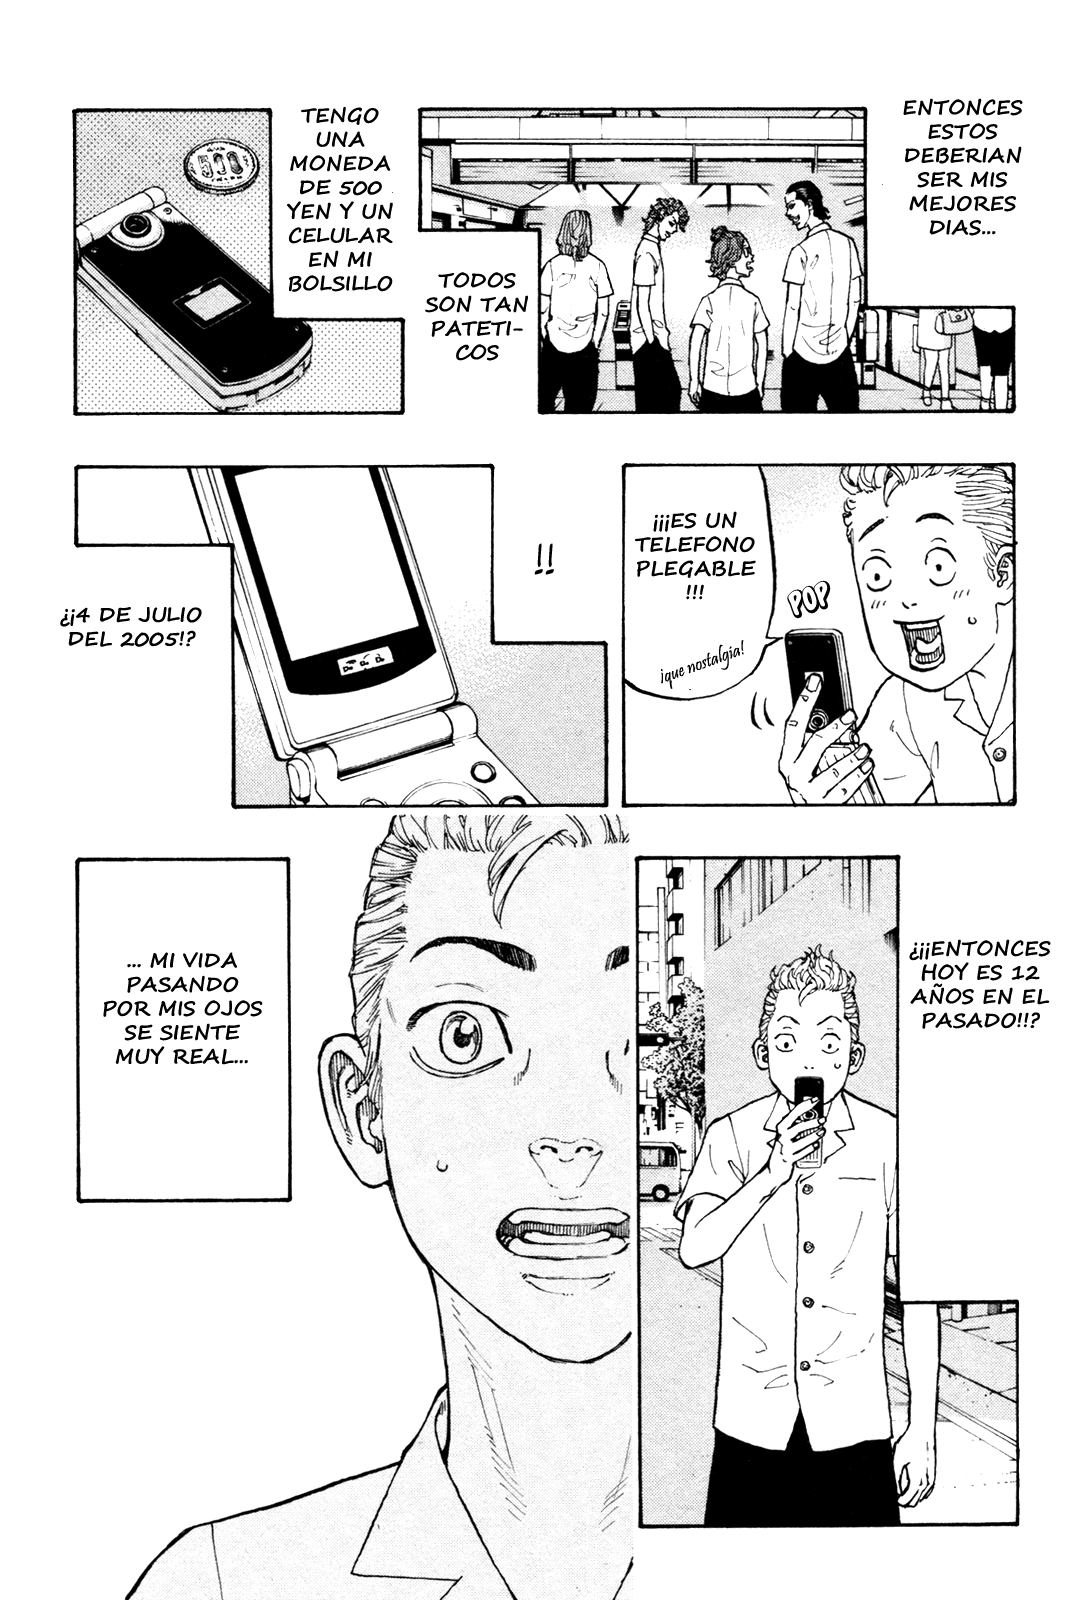 ENTONCES
ESTOS
DEBERIAN
SER MIS
MEJORES
DIAS...
TODOS
SON TAN
PATETI-
COS
TENGO
UNA
MONEDA
DE 500
YEN Y UN
CELULAR
EN MI
BOLSILLO
500
¡¡¡ES UN
TELEFONO
PLEGABLE
!!!
¡que nostalgia!
POP
!!
¿¡4 DE JULIO
DEL 2005!?
¿¡¡¡ENTONCES
HOY ES 12
AÑOS EN EL
PASADO!!!?
... MI VIDA
PASANDO
POR MIS OJOS
SE SIENTE
MUY REAL...